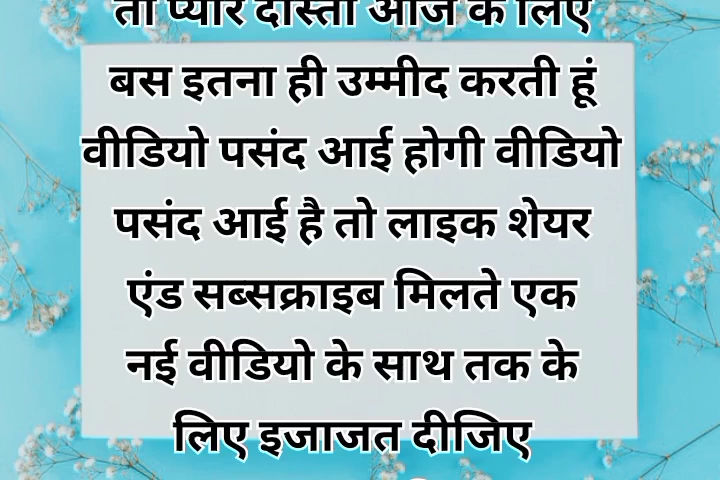 तो प्यारे दोस्तों आज के लिए
बस इतना ही उम्मीद करती हूं
वीडियो पसंद आई होगी वीडियो
पसंद आई है तो लाइक शेयर
एंड सब्सक्राइब मिलते एक
नई वीडियो के साथ तक के
लिए इजाजत दीजिए